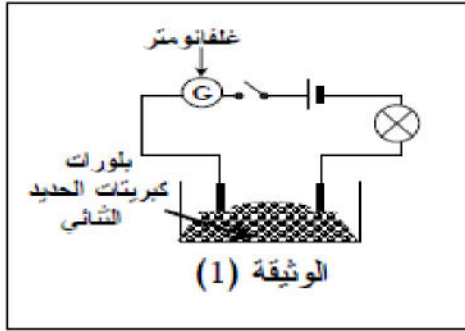 غلفانومتر
G
بلورات
كبريتات الحديد
الثنائي
الوثيقة (1)